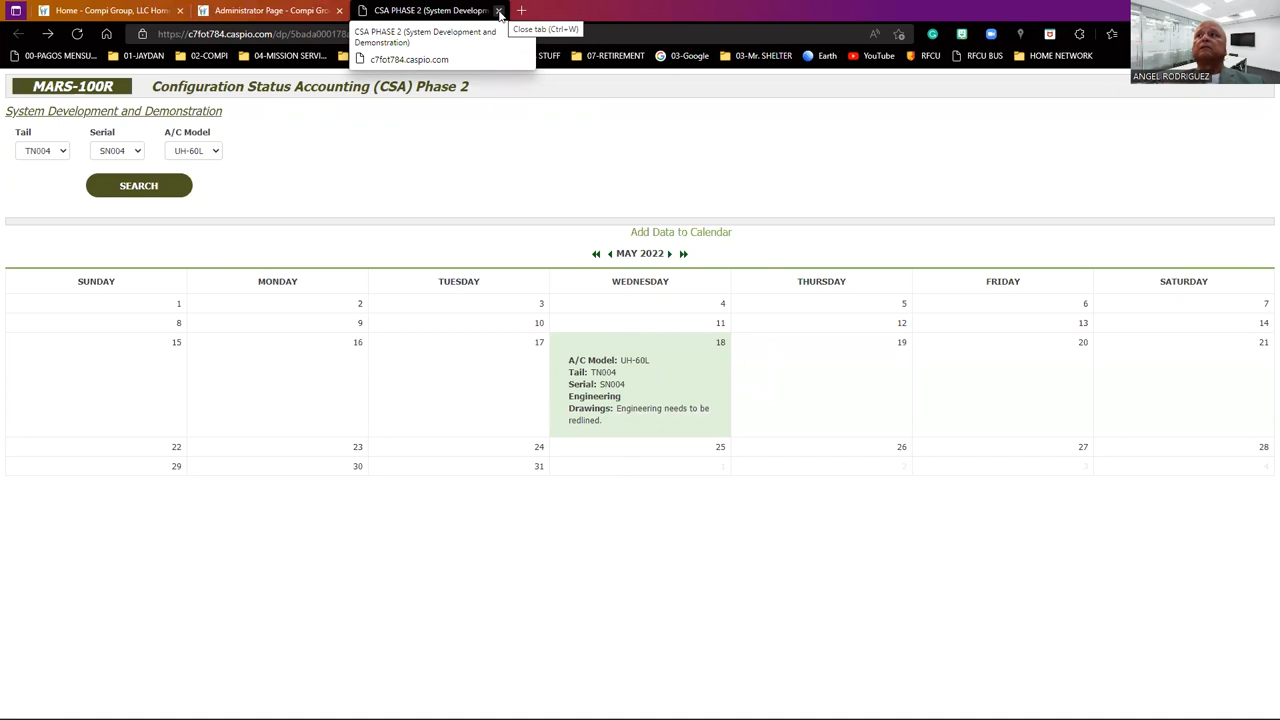 Home - Compi Group, LLC Hom
Administrator Page - Compi Gro
CSA PHASE 2 (System Developm
Close tab (Ctrl+W)
https://c7fot784.caspio.com/dp/5bada000178a
CSA PHASE 2 (System Development and
Demonstration)
c7fot784.caspio.com
00-PAGOS MENSU...
01-JAYDAN
02-COMPI
04-MISSION SERVI...
STUFF
07-RETIREMENT
03-Google
03-Mr. SHELTER
Earth
YouTube
RFCU
RFCU BUS
HOME NETWORK
ANGEL RODRIGUEZ
MARS-100R
Configuration Status Accounting (CSA) Phase 2
System Development and Demonstration
Tail Serial A/C Model
TN004 SN004 UH-60L
SEARCH
Add Data to Calendar
MAY 2022
SUNDAY MONDAY TUESDAY WEDNESDAY THURSDAY FRIDAY SATURDAY
1 2 3 4 5 6 7
8 9 10 11 12 13 14
15 16 17 18 19 20 21
A/C Model: UH-60L
Tail: TN004
Serial: SN004
Engineering
Drawings: Engineering needs to be
redlined.
22 23 24 25 26 27 28
29 30 31 1 2 3 4